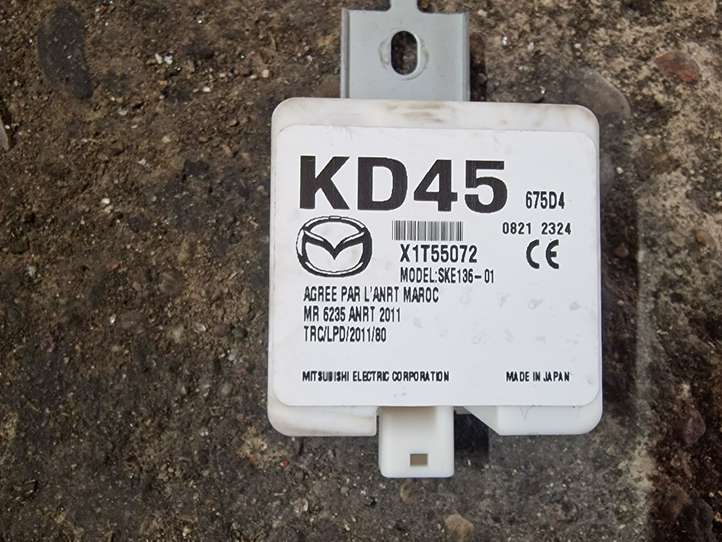 KD45 675D4
0821 2324
X1T55072
MODEL:SKE136-01
AGREE PAR L'ANRT MAROC
MR 6235 ANRT 2011
TRC/LPD/2011/80
MITSUBISHI ELECTRIC CORPORATION MADE IN JAPAN